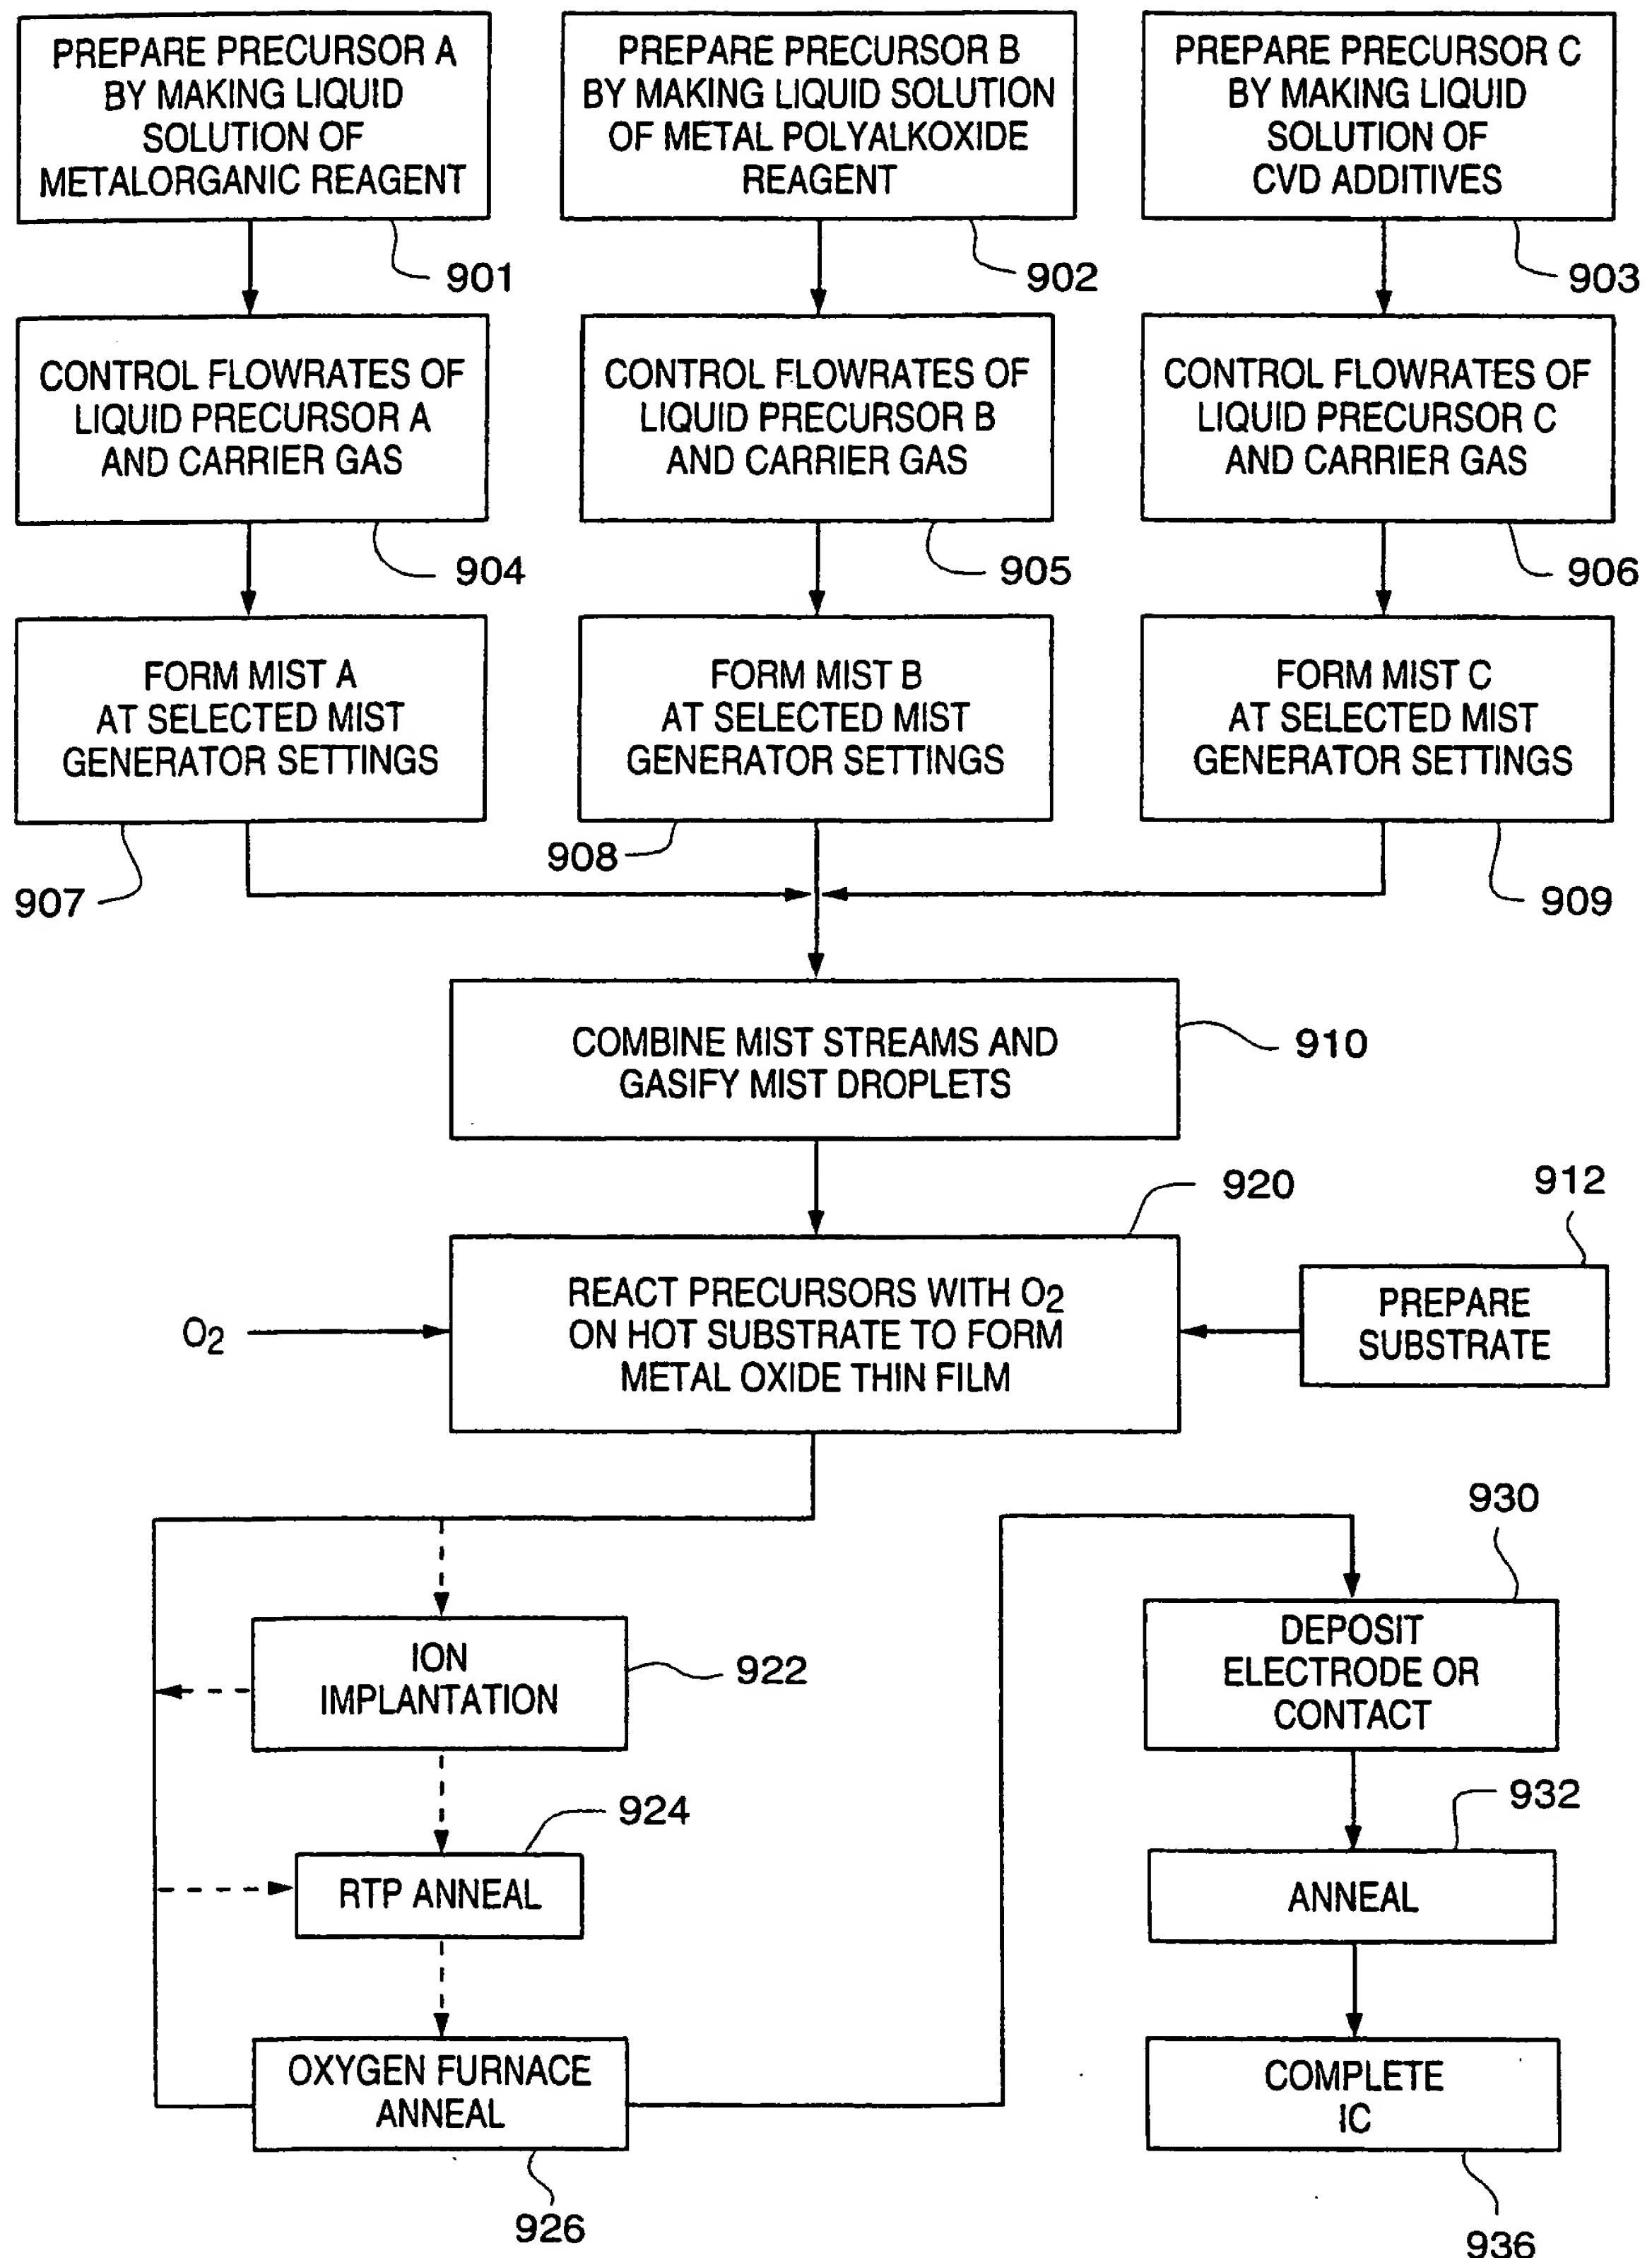 PREPARE PRECURSOR A
BY MAKING LIQUID
SOLUTION OF
METALORGANIC REAGENT
901
PREPARE PRECURSOR B
BY MAKING LIQUID SOLUTION
OF METAL POLYALKOXIDE
REAGENT
902
PREPARE PRECURSOR C
BY MAKING LIQUID
SOLUTION OF
CVD ADDITIVES
903
CONTROL FLOWRATES OF
LIQUID PRECURSOR A
AND CARRIER GAS
904
CONTROL FLOWRATES OF
LIQUID PRECURSOR B
AND CARRIER GAS
905
CONTROL FLOWRATES OF
LIQUID PRECURSOR C
AND CARRIER GAS
906
FORM MIST A
AT SELECTED MIST
GENERATOR SETTINGS
907
FORM MIST B
AT SELECTED MIST
GENERATOR SETTINGS
908
FORM MIST C
AT SELECTED MIST
GENERATOR SETTINGS
909
COMBINE MIST STREAMS AND
GASIFY MIST DROPLETS
910
920
912
O2
REACT PRECURSORS WITH O2
ON HOT SUBSTRATE TO FORM
METAL OXIDE THIN FILM
PREPARE
SUBSTRATE
930
ION
IMPLANTATION
922
DEPOSIT
ELECTRODE OR
CONTACT
924
932
RTP ANNEAL
ANNEAL
OXYGEN FURNACE
ANNEAL
926
COMPLETE
IC
936